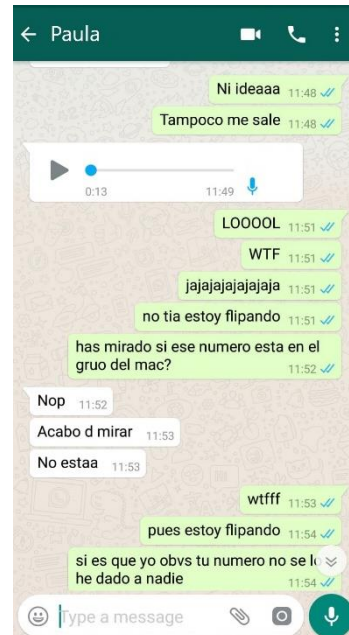 Paula
Ni ideaaa 11:48
Tampoco me sale 11:48
0:13 11:49
LOOOOL 11:51
WTF 11:51
jajajajajajajaja 11:51
no tia estoy flipando 11:51
has mirado si ese numero esta en el
gruo del mac? 11:52
Nop 11:52
Acabo d mirar 11:53
No estaa 11:53
wtfff 11:53
pues estoy flipando 11:54
si es que yo obvs tu numero no se lo
he dado a nadie 11:54
Type a message